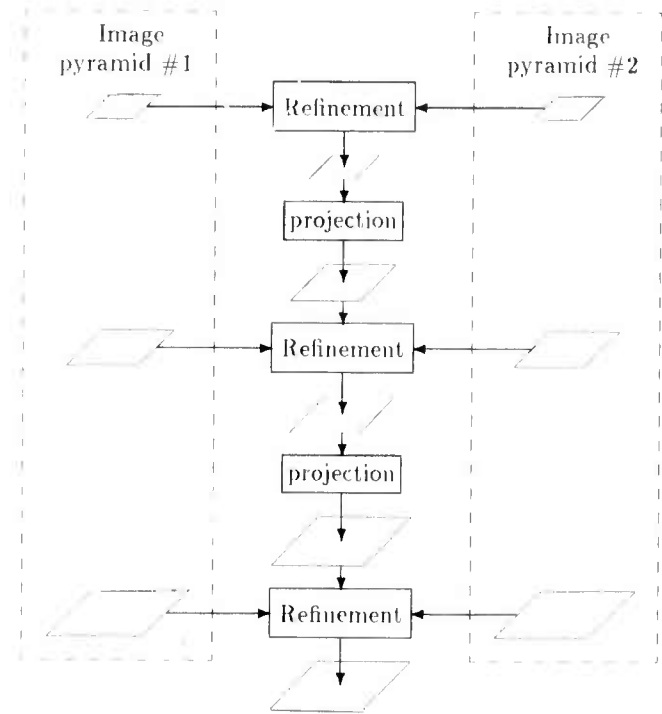 Image
pyramid #1
Image
pyramid #2
Refinement
projection
Refinement
projection
Refinement